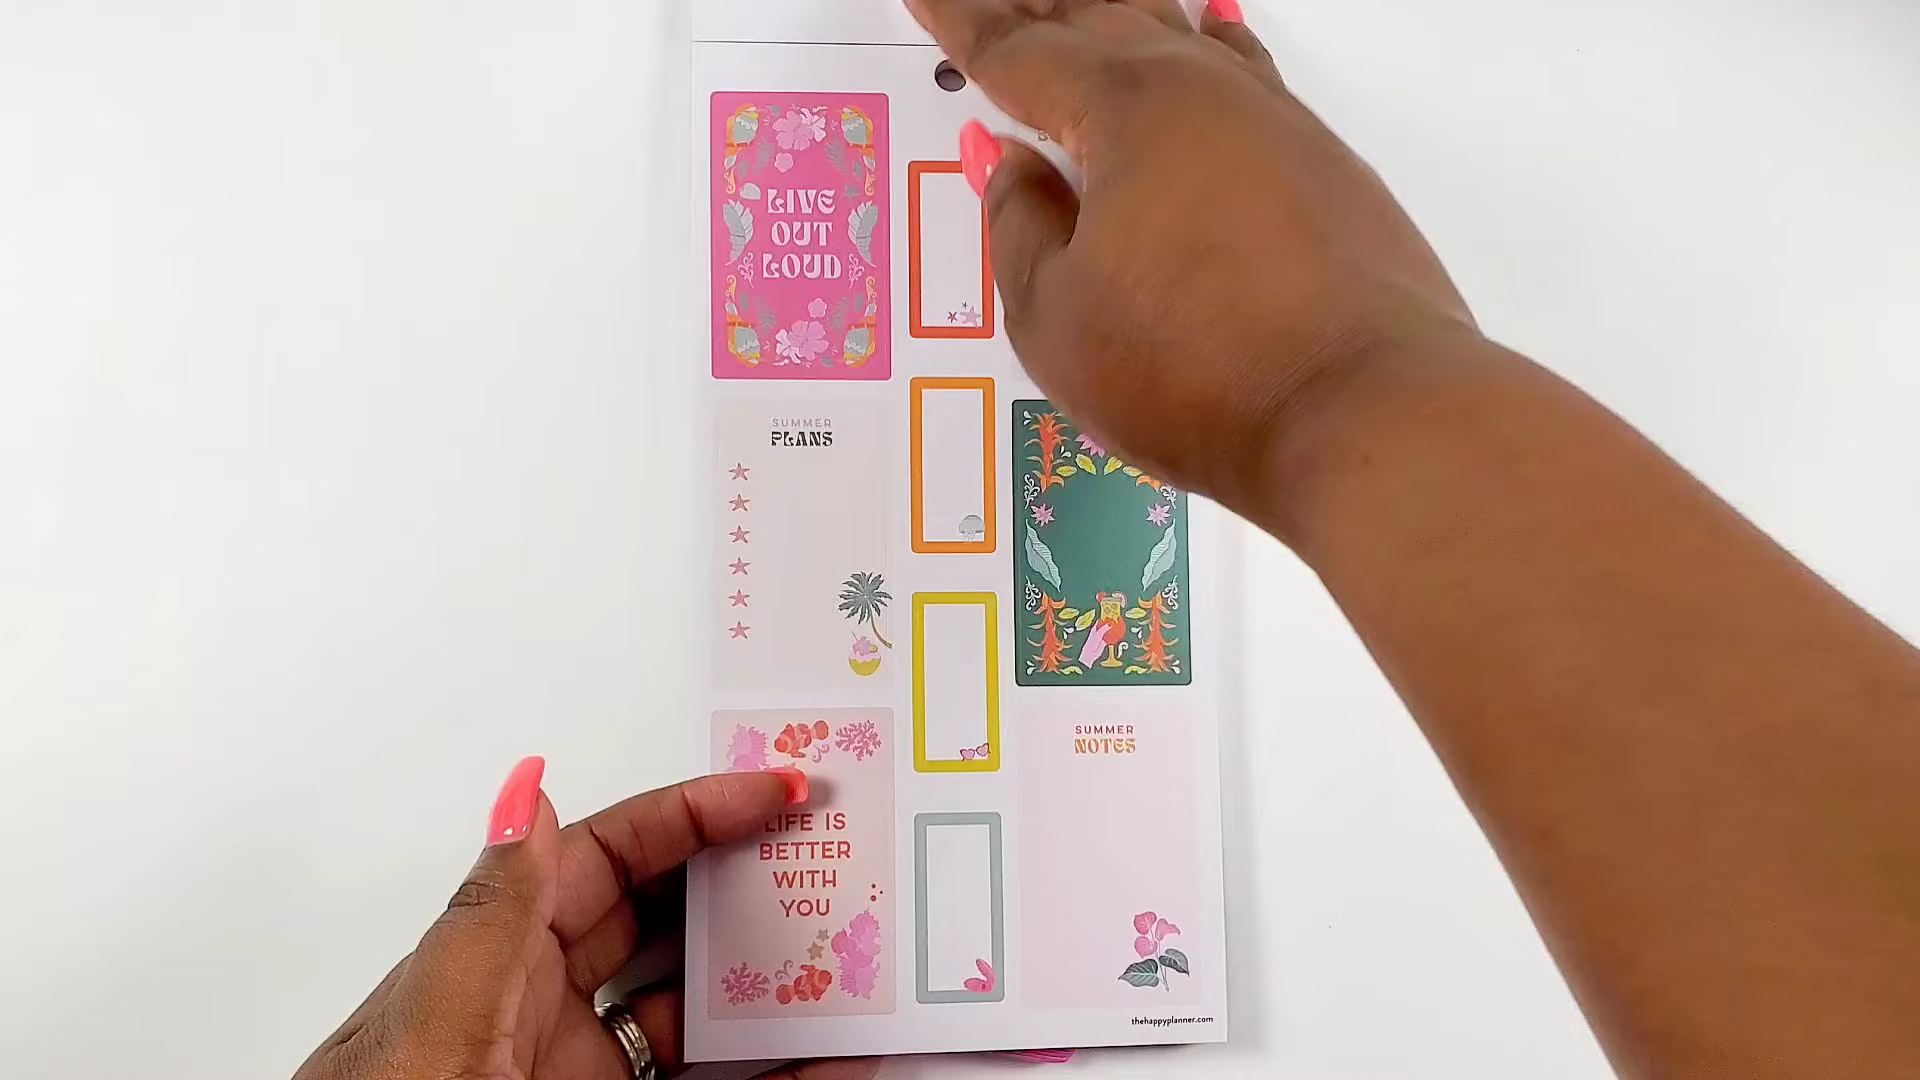 LIVE
OUT
LOUD
SUMMER
PLANS
LIFE IS
BETTER
WITH
YOU
SUMMER
NOTES
thehappyplanner.com